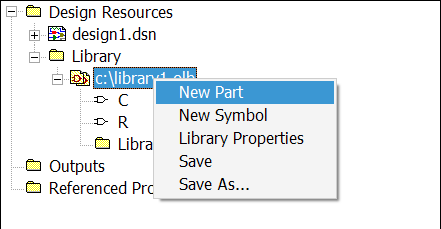 Design Resources
design1.dsn
Library
c:\library1.olb
New Part
C
New Symbol
R
Library Properties
Save
Outputs
Save As...